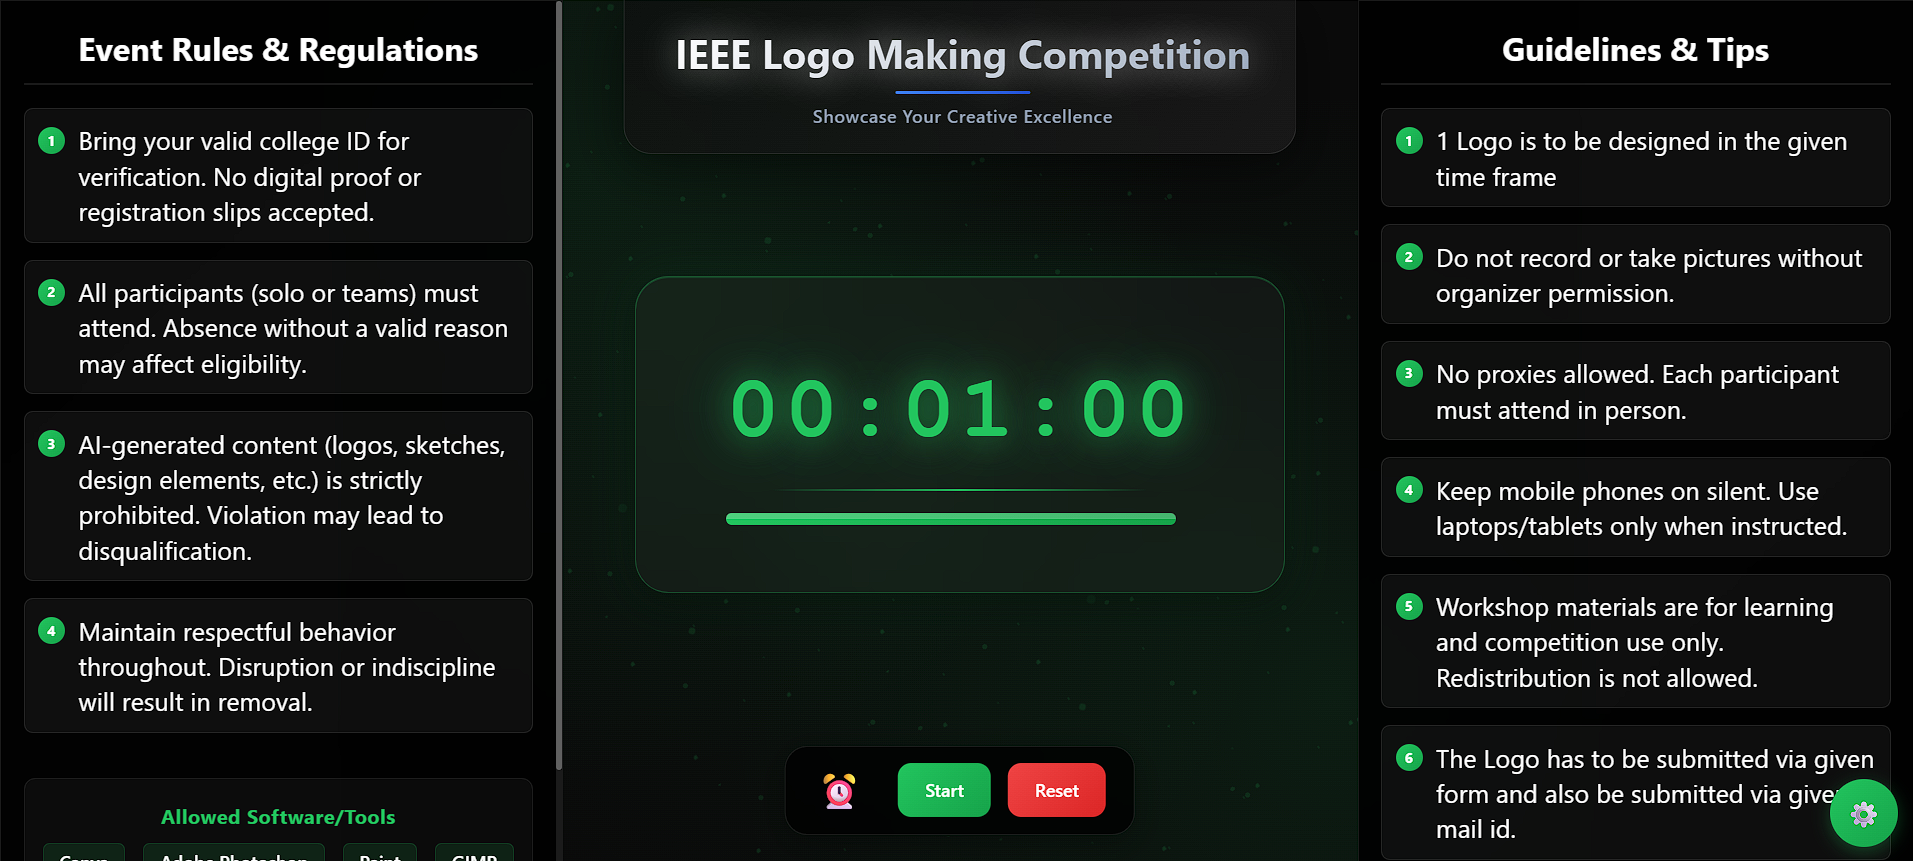 Event Rules & Regulations
1
Bring your valid college ID for
verification. No digital proof or
registration slips accepted.
2
All participants (solo or teams) must
attend. Absence without a valid reason
may affect eligibility.
3
AI-generated content (logos, sketches,
design elements, etc.) is strictly
prohibited. Violation may lead to
disqualification.
4
Maintain respectful behavior
throughout. Disruption or indiscipline
will result in removal.
Allowed Software/Tools
Canva
Adobe Photoshop
Paint
GIMP
IEEE Logo Making Competition
Showcase Your Creative Excellence
00:01:00
Start
Reset
Guidelines & Tips
1
1 Logo is to be designed in the given
time frame
2
Do not record or take pictures without
organizer permission.
3
No proxies allowed. Each participant
must attend in person.
4
Keep mobile phones on silent. Use
laptops/tablets only when instructed.
5
Workshop materials are for learning
and competition use only.
Redistribution is not allowed.
6
The Logo has to be submitted via given
form and also be submitted via given
mail id.